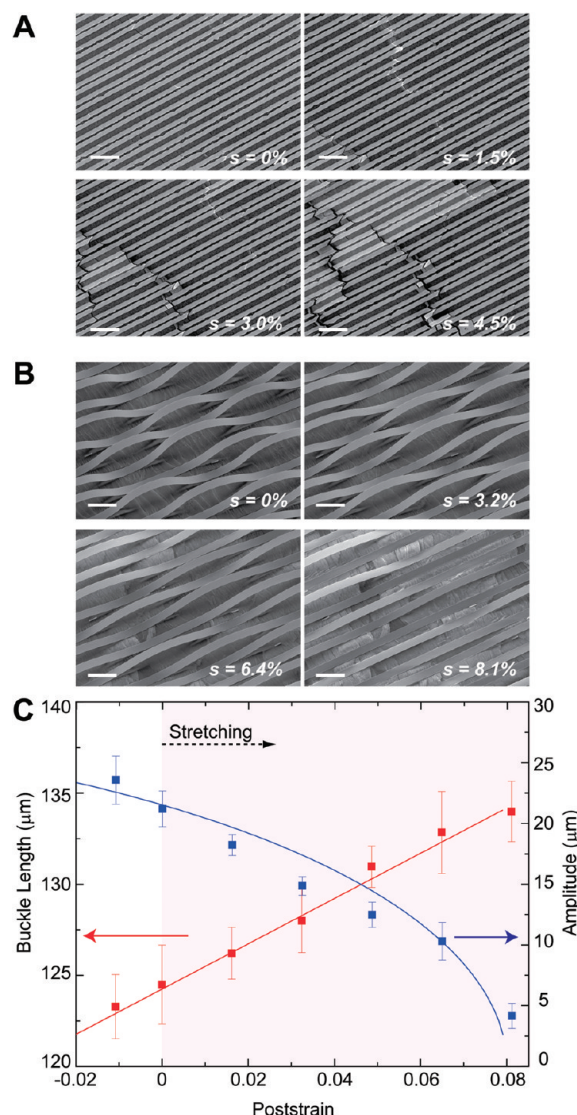 A
s = 0%
s = 1.5%
s = 3.0%
s = 4.5%
B
s = 0%
s = 3.2%
s = 6.4%
s = 8.1%
C
140
135
130
125
120
Buckle Length (μm)
Stretching
30
25
20
15
10
5
0
Amplitude (μm)
-0.02
0
0.02
0.04
0.06
0.08
Poststrain